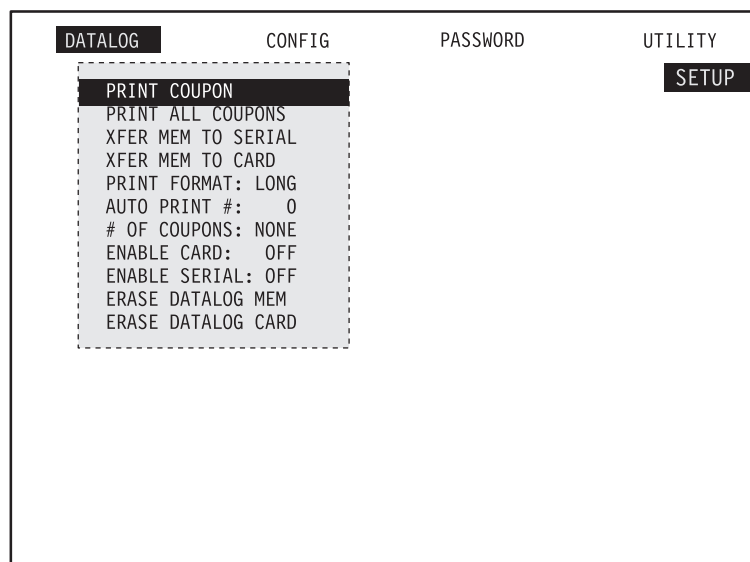 DATALOG CONFIG PASSWORD UTILITY
SETUP
PRINT COUPON
PRINT ALL COUPONS
XFER MEM TO SERIAL
XFER MEM TO CARD
PRINT FORMAT: LONG
AUTO PRINT #: 0
# OF COUPONS: NONE
ENABLE CARD: OFF
ENABLE SERIAL: OFF
ERASE DATALOG MEM
ERASE DATALOG CARD